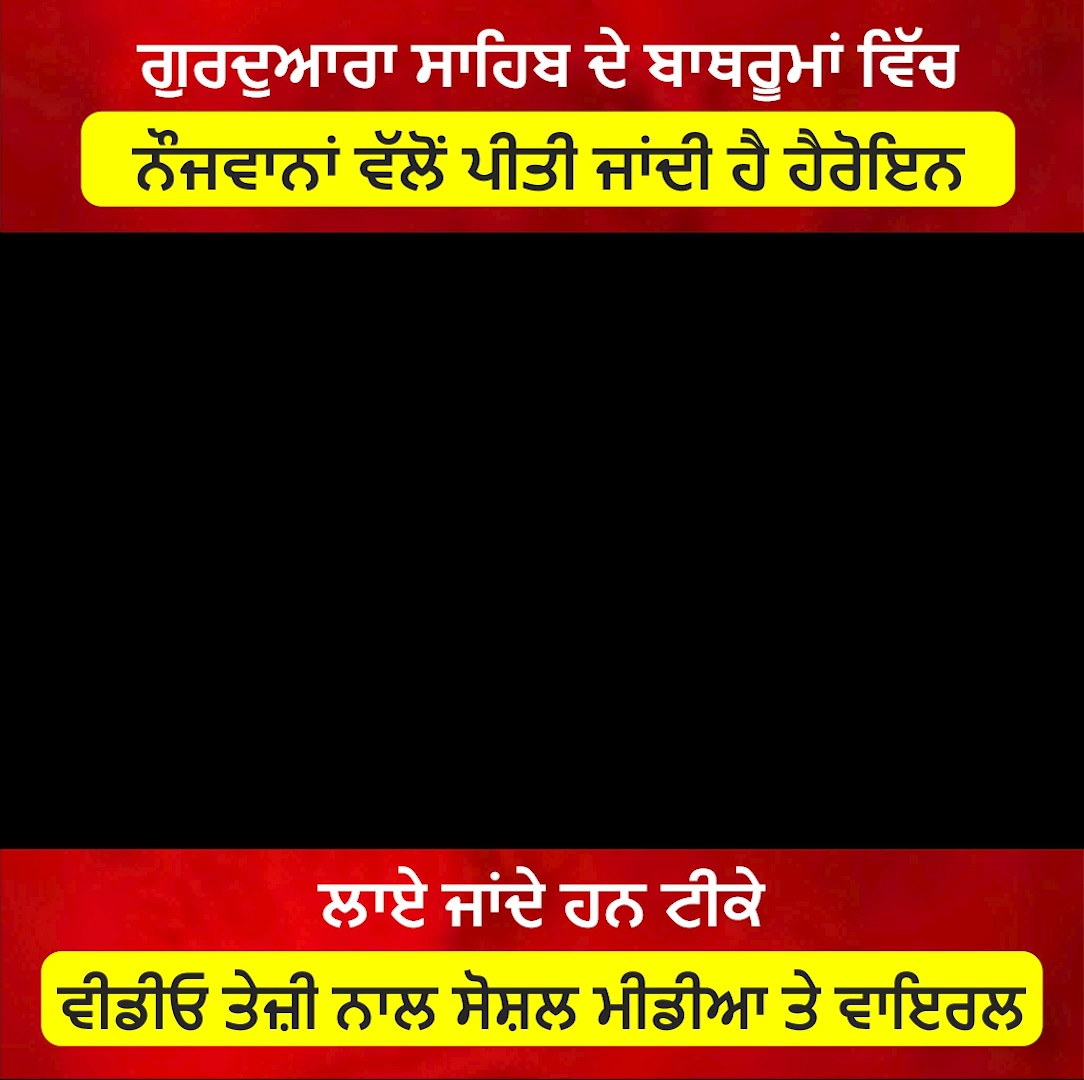 ਗੁਰਦੁਆਰਾ ਸਾਹਿਬ ਦੇ ਬਾਥਰੂਮਾਂ ਵਿੱਚ
ਨੌਜਵਾਨਾਂ ਵੱਲੋਂ ਪੀਤੀ ਜਾਂਦੀ ਹੈ ਹੈਰੋਇਨ
ਲਾਏ ਜਾਂਦੇ ਹਨ ਟੀਕੇ
ਵੀਡੀਓ ਤੇਜ਼ੀ ਨਾਲ ਸੋਸ਼ਲ ਮੀਡੀਆ ਤੇ ਵਾਇਰਲ